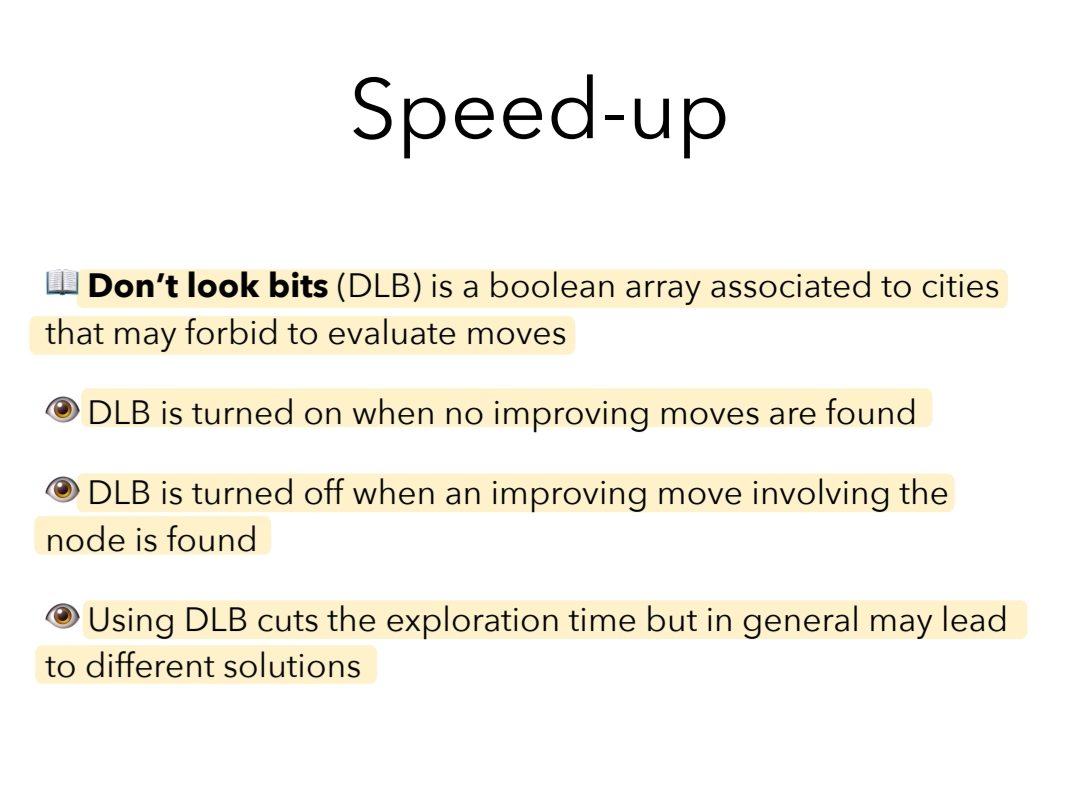 Speed-up
📖 Don’t look bits (DLB) is a boolean array associated to cities
that may forbid to evaluate moves
👁 DLB is turned on when no improving moves are found
👁 DLB is turned off when an improving move involving the
node is found
👁 Using DLB cuts the exploration time but in general may lead
to different solutions